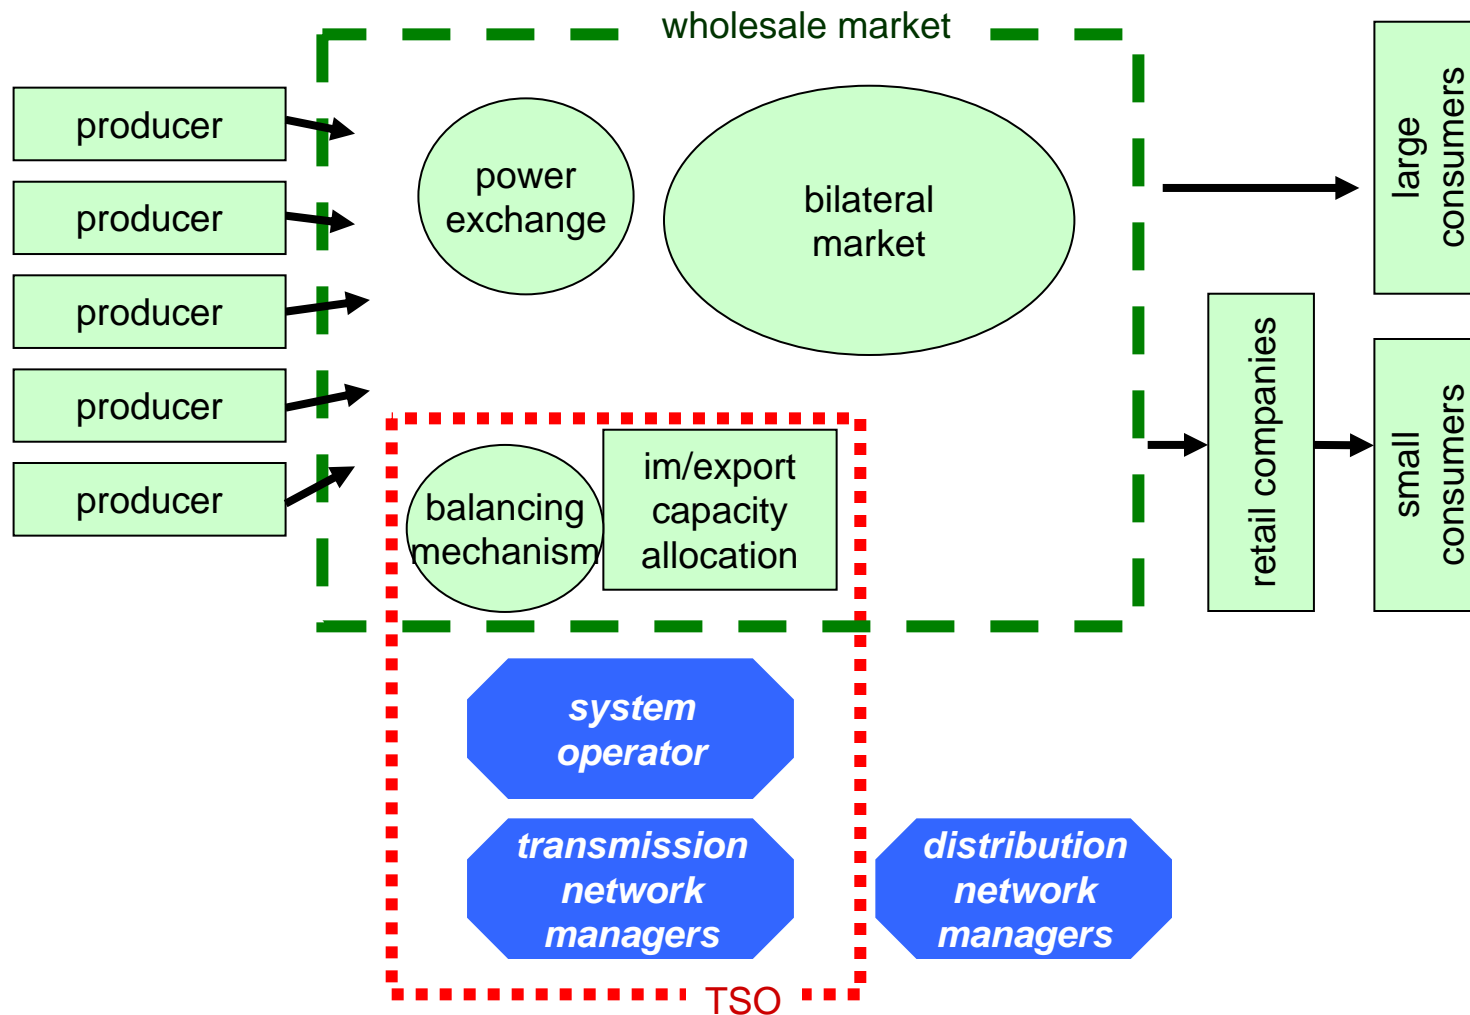 wholesale market
producer
producer
producer
producer
producer
power
exchange
bilateral
market
balancing
mechanism
im/export
capacity
allocation
large
consumers
retail companies
small
consumers
system
operator
transmission
network
managers
distribution
network
managers
TSO